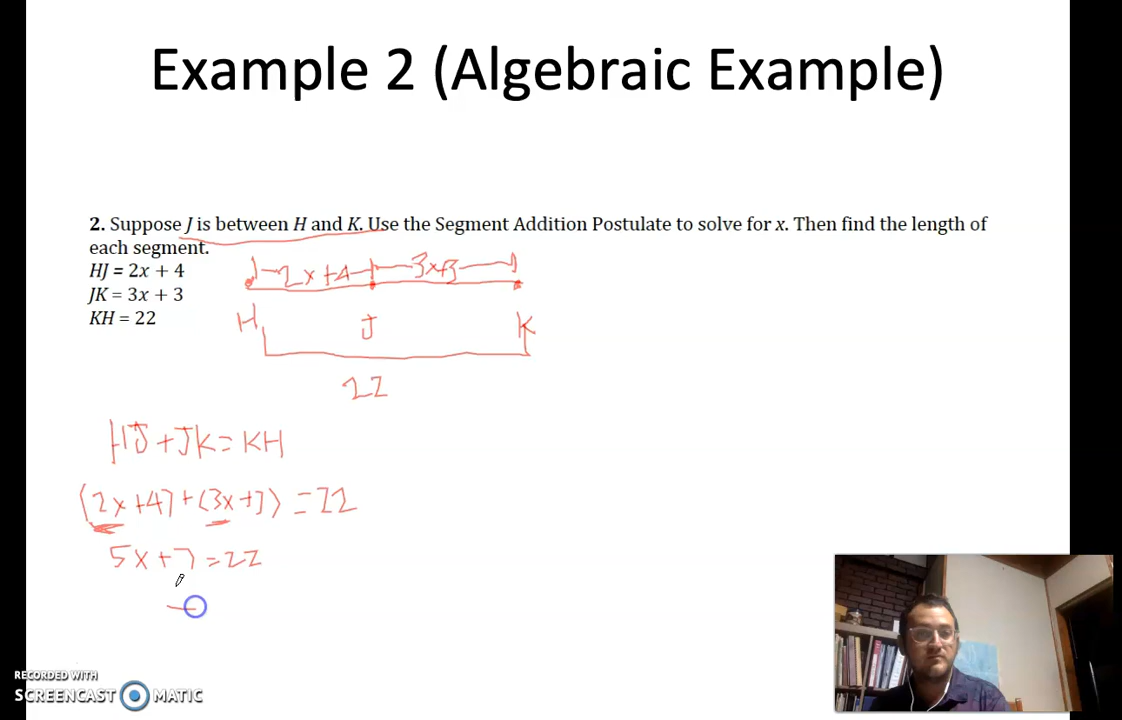 Example 2 (Algebraic Example)
2. Suppose J is between H and K. Use the Segment Addition Postulate to solve for x. Then find the length of
each segment.
HJ = 2x + 4
JK = 3x + 3
KH = 22
2x+4 3x+3
H J K
22
HJ+JK=KH
(2x+4)+(3x+3)=22
5x+7=22
RECORDED WITH
SCREENCAST MATIC